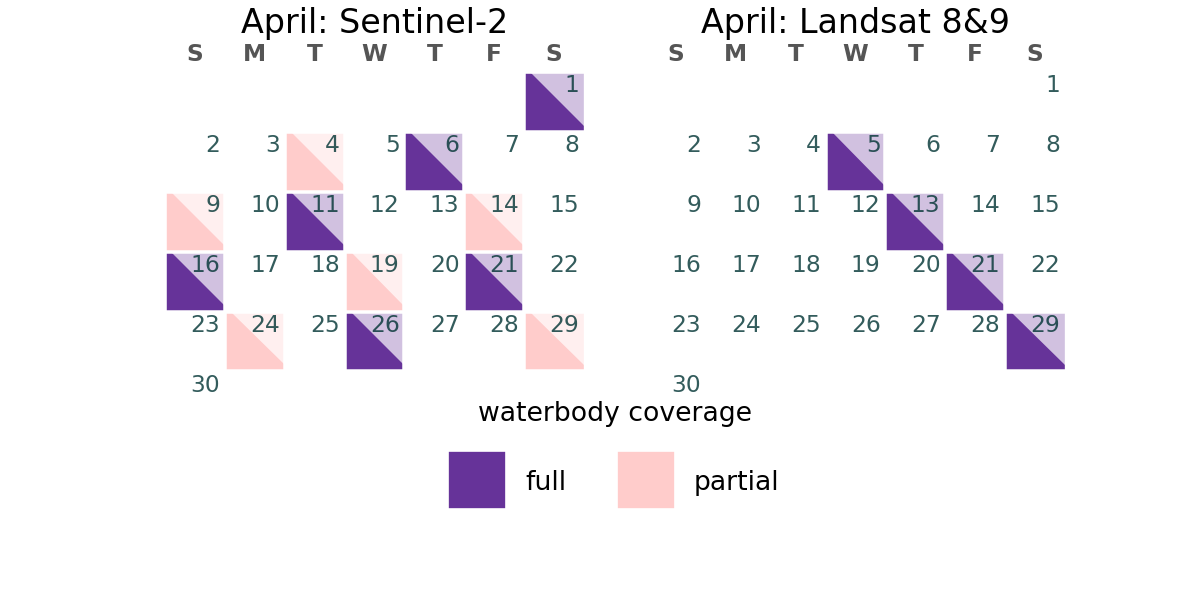 April: Sentinel-2
S M T W T F S
1
2 3 4 5 6 7 8
9 10 11 12 13 14 15
16 17 18 19 20 21 22
23 24 25 26 27 28 29
30
April: Landsat 8&9
S M T W T F S
1
2 3 4 5 6 7 8
9 10 11 12 13 14 15
16 17 18 19 20 21 22
23 24 25 26 27 28 29
30
waterbody coverage
full partial